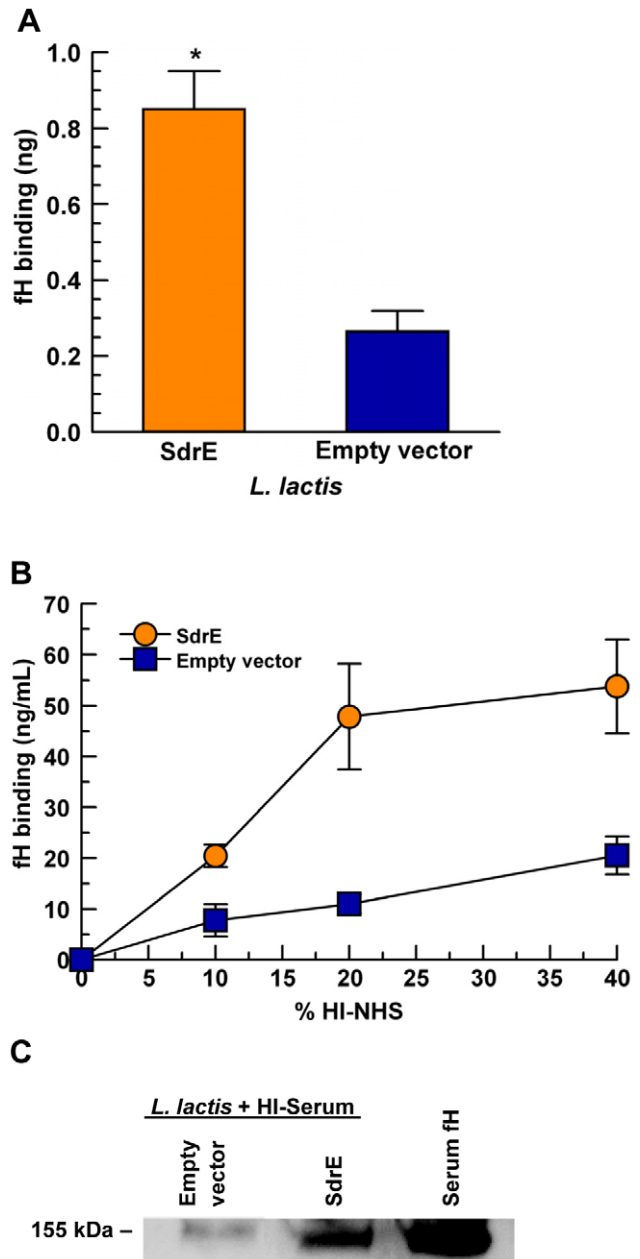 A
1.0
0.8
0.6
0.4
0.2
0.0
fH binding (ng)
*
SdrE Empty vector
L. lactis
B
70
60
50
40
30
20
10
0
fH binding (ng/mL)
SdrE
Empty vector
0 5 10 15 20 25 30 35 40
% HI-NHS
C
L. lactis + HI-Serum
Empty
vector
SdrE
Serum fH
155 kDa –